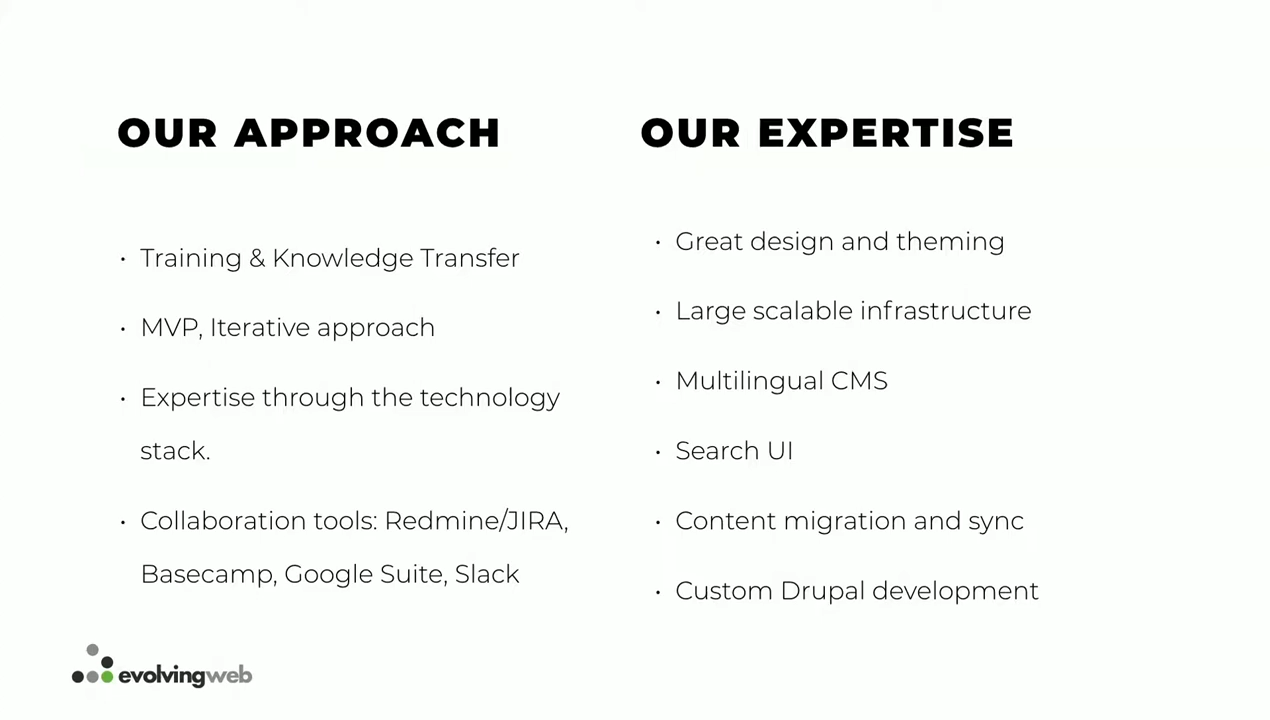 OUR APPROACH
• Training & Knowledge Transfer
• MVP, Iterative approach
• Expertise through the technology
stack.
• Collaboration tools: Redmine/JIRA,
Basecamp, Google Suite, Slack
OUR EXPERTISE
• Great design and theming
• Large scalable infrastructure
• Multilingual CMS
• Search UI
• Content migration and sync
• Custom Drupal development
evolvingweb